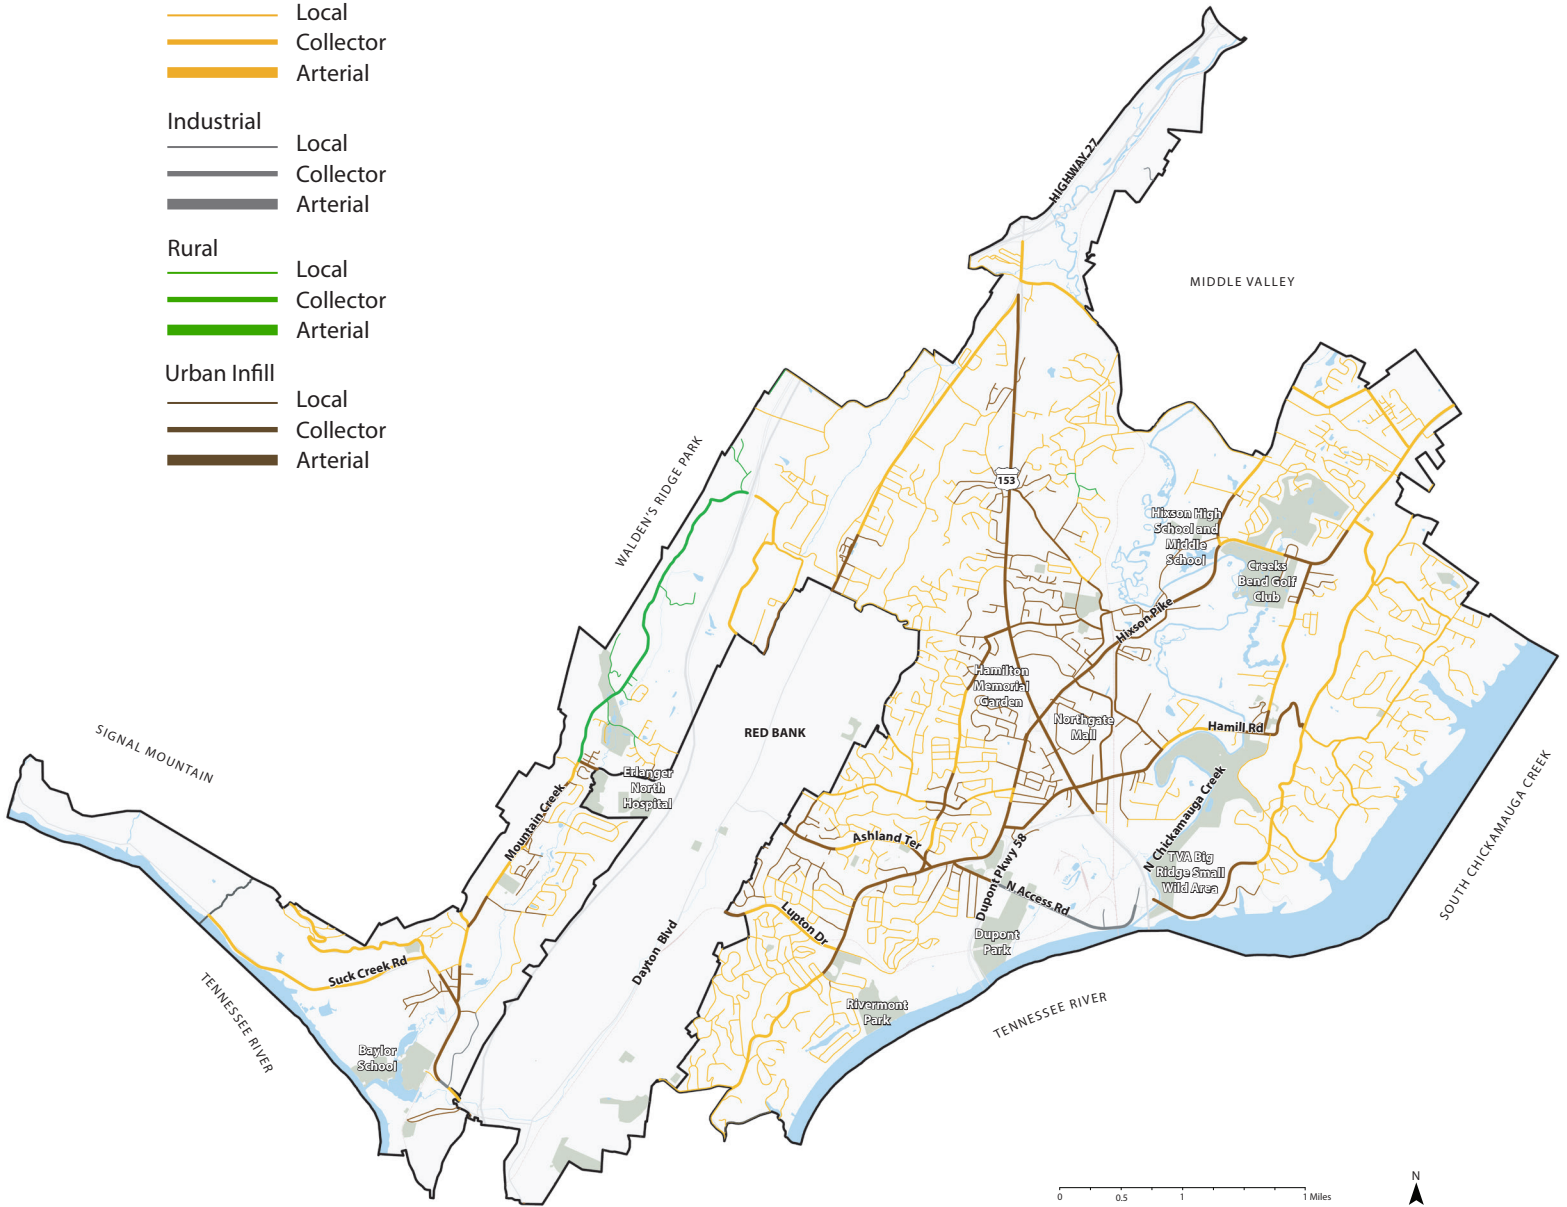 Local
Collector
Arterial
Industrial
Local
Collector
Arterial
Rural
Local
Collector
Arterial
Urban Infill
Local
Collector
Arterial
HIGHWAY 27
MIDDLE VALLEY
WALDEN'S RIDGE PARK
153
Hixson High
School and
Middle
School
Creeks
Bend Golf
Club
Hixson Pike
Hamilton
Memorial
Garden
Northgate
Mall
Hamill Rd
RED BANK
SIGNAL MOUNTAIN
Erlanger
North
Hospital
Mountain Creek
Ashland Ter
Dupont Pkwy 58
N Chickamauga Creek
TVA Big
Ridge Small
Wild Area
SOUTH CHICKAMAUGA CREEK
N Access Rd
Lupton Dr
Dupont
Park
Dayton Blvd
Suck Creek Rd
TENNESSEE RIVER
Rivermont
Park
TENNESSEE RIVER
Baylor
School
N
0 0.5 1 1 Miles